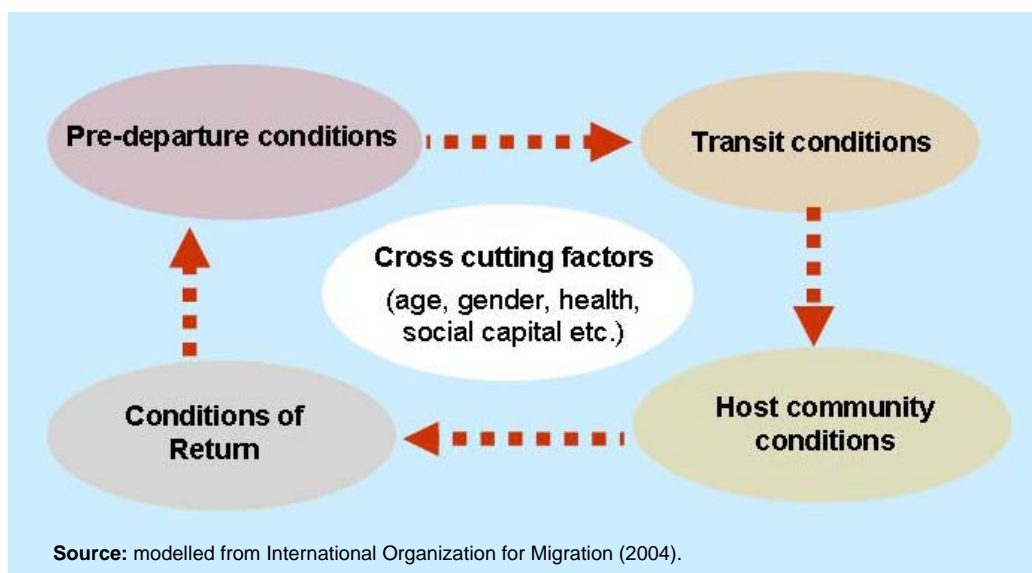 Pre-departure conditions
Transit conditions
Cross cutting factors
(age, gender, health,
social capital etc.)
Conditions of
Return
Host community
conditions
Source: modelled from International Organization for Migration (2004).